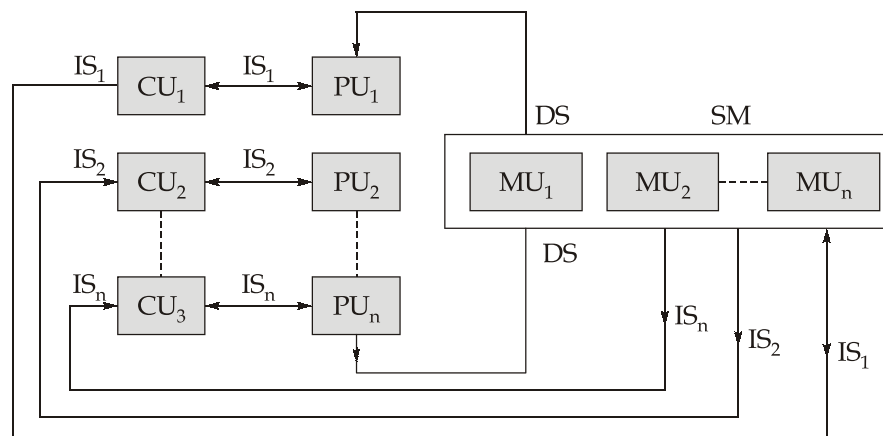 IS₁ CU₁ IS₁ PU₁
DS SM
IS₂ CU₂ IS₂ PU₂ MU₁ MU₂ MUₙ
DS
ISₙ CU₃ ISₙ PUₙ ISₙ
IS₂
IS₁